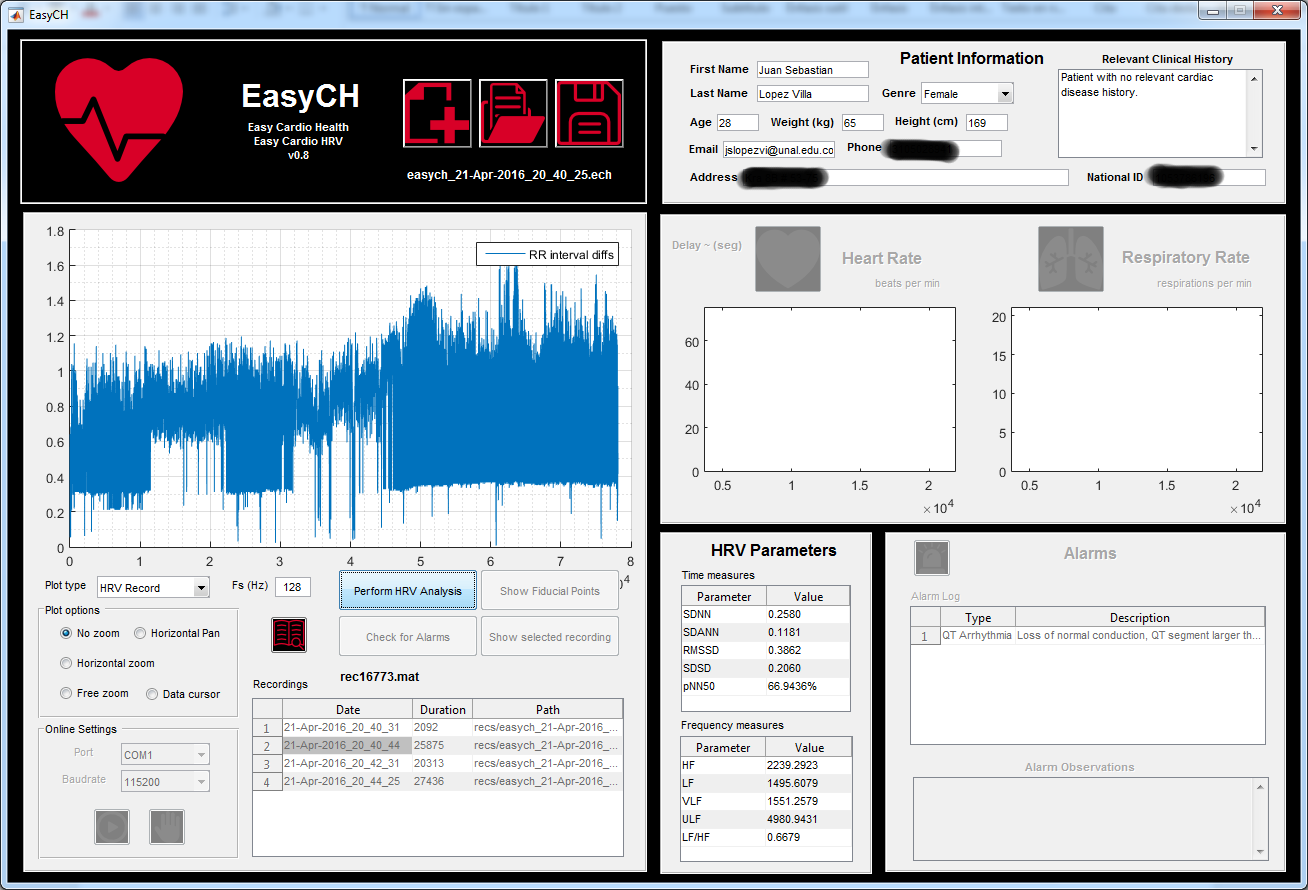 EasyCH
EasyCH
Easy Cardio Health
Easy Cardio HRV
v0.8
easych_21-Apr-2016_20_40_25.ech
Patient Information
First Name Juan Sebastian
Last Name Lopez Villa
Genre Female
Age 28 Weight (kg) 65 Height (cm) 169
Email jslopezvi@unal.edu.co Phone
Address
National ID
Relevant Clinical History
Patient with no relevant cardiac
disease history.
RR interval diffs
1.8
1.6
1.4
1.2
1
0.8
0.6
0.4
0.2
0
0 1 2 3 4 5 6 7 8
4
Plot type HRV Record Fs (Hz) 128
Perform HRV Analysis Show Fiducial Points
Check for Alarms Show selected recording
Plot options
No zoom Horizontal Pan
Horizontal zoom
Free zoom Data cursor
Online Settings
Port COM1
Baudrate 115200
rec16773.mat
Recordings
Date Duration Path
1 21-Apr-2016_20_40_31 2092 recs/easych_21-Apr-2016_...
2 21-Apr-2016_20_40_44 25875 recs/easych_21-Apr-2016_...
3 21-Apr-2016_20_42_31 20313 recs/easych_21-Apr-2016_...
4 21-Apr-2016_20_44_25 27436 recs/easych_21-Apr-2016_...
Delay ~ (seg)
Heart Rate
beats per min
60
40
20
0
0.5 1 1.5 2
×10^4
Respiratory Rate
respirations per min
20
15
10
5
0
0.5 1 1.5 2
×10^4
HRV Parameters
Time measures
Parameter Value
SDNN 0.2580
SDANN 0.1181
RMSSD 0.3862
SDSD 0.2060
pNN50 66.9436%
Frequency measures
Parameter Value
HF 2239.2923
LF 1495.6079
VLF 1551.2579
ULF 4980.9431
LF/HF 0.6679
Alarms
Alarm Log
Type Description
1 QT Arrhythmia Loss of normal conduction, QT segment larger th...
Alarm Observations